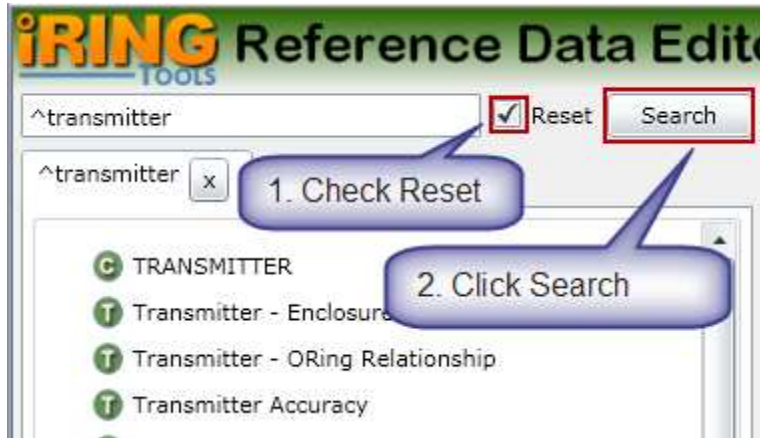 iRING TOOLS Reference Data Edit
^transmitter Reset Search
^transmitter x
1. Check Reset
C TRANSMITTER
2. Click Search
T Transmitter - Enclosure
T Transmitter - ORing Relationship
T Transmitter Accuracy